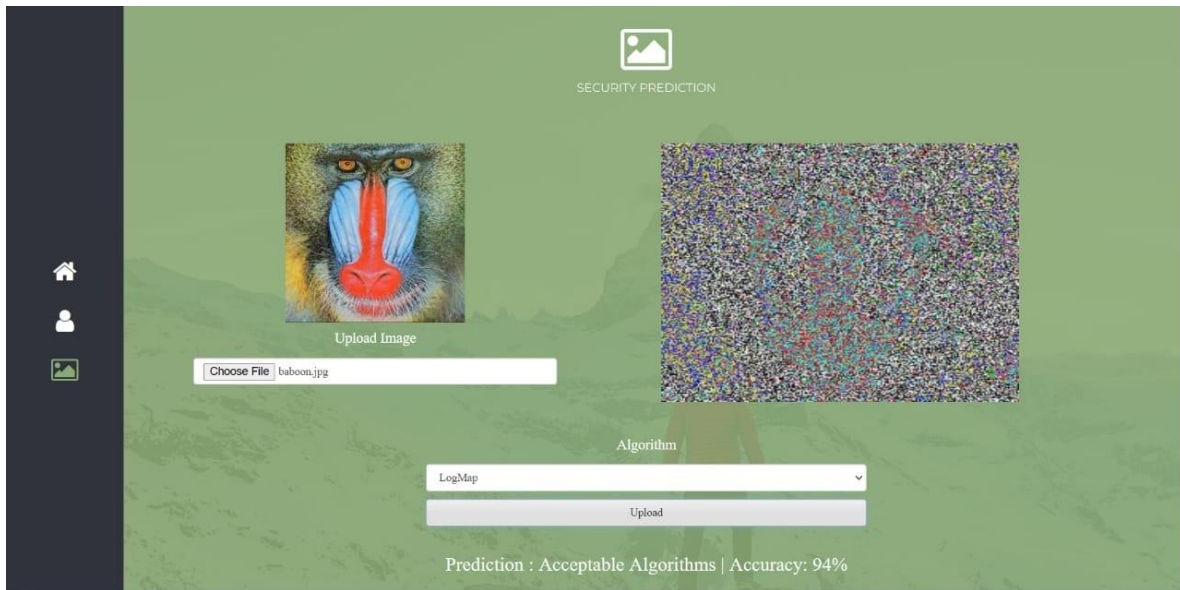 SECURITY PREDICTION
Upload Image
Choose File baboon.jpg
Algorithm
LogMap
Upload
Prediction : Acceptable Algorithms | Accuracy: 94%